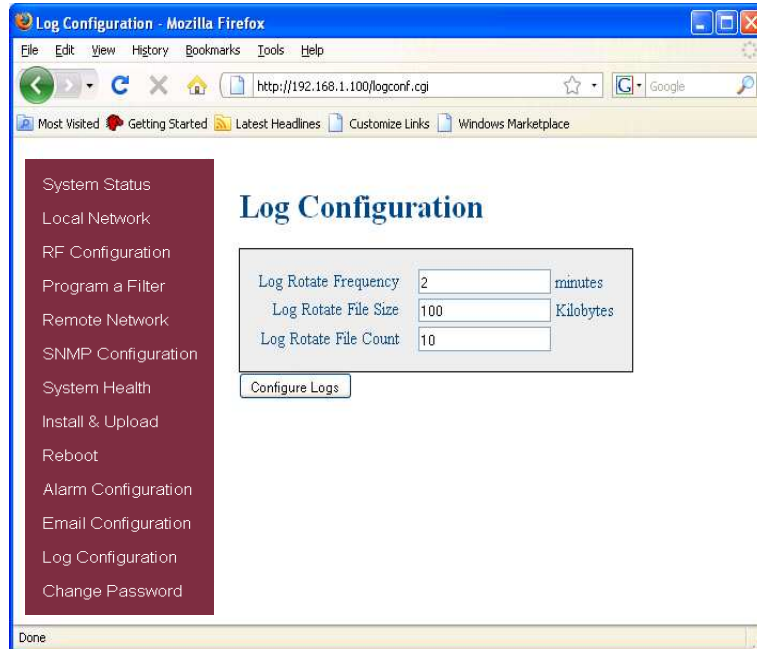 Log Configuration - Mozilla Firefox
File Edit View History Bookmarks Tools Help
http://192.168.1.100/logconf.cgi
G Google
Most Visited Getting Started Latest Headlines Customize Links Windows Marketplace
System Status
Local Network
RF Configuration
Program a Filter
Remote Network
SNMP Configuration
System Health
Install & Upload
Reboot
Alarm Configuration
Email Configuration
Log Configuration
Change Password
Log Configuration
Log Rotate Frequency 2 minutes
Log Rotate File Size 100 Kilobytes
Log Rotate File Count 10
Configure Logs
Done